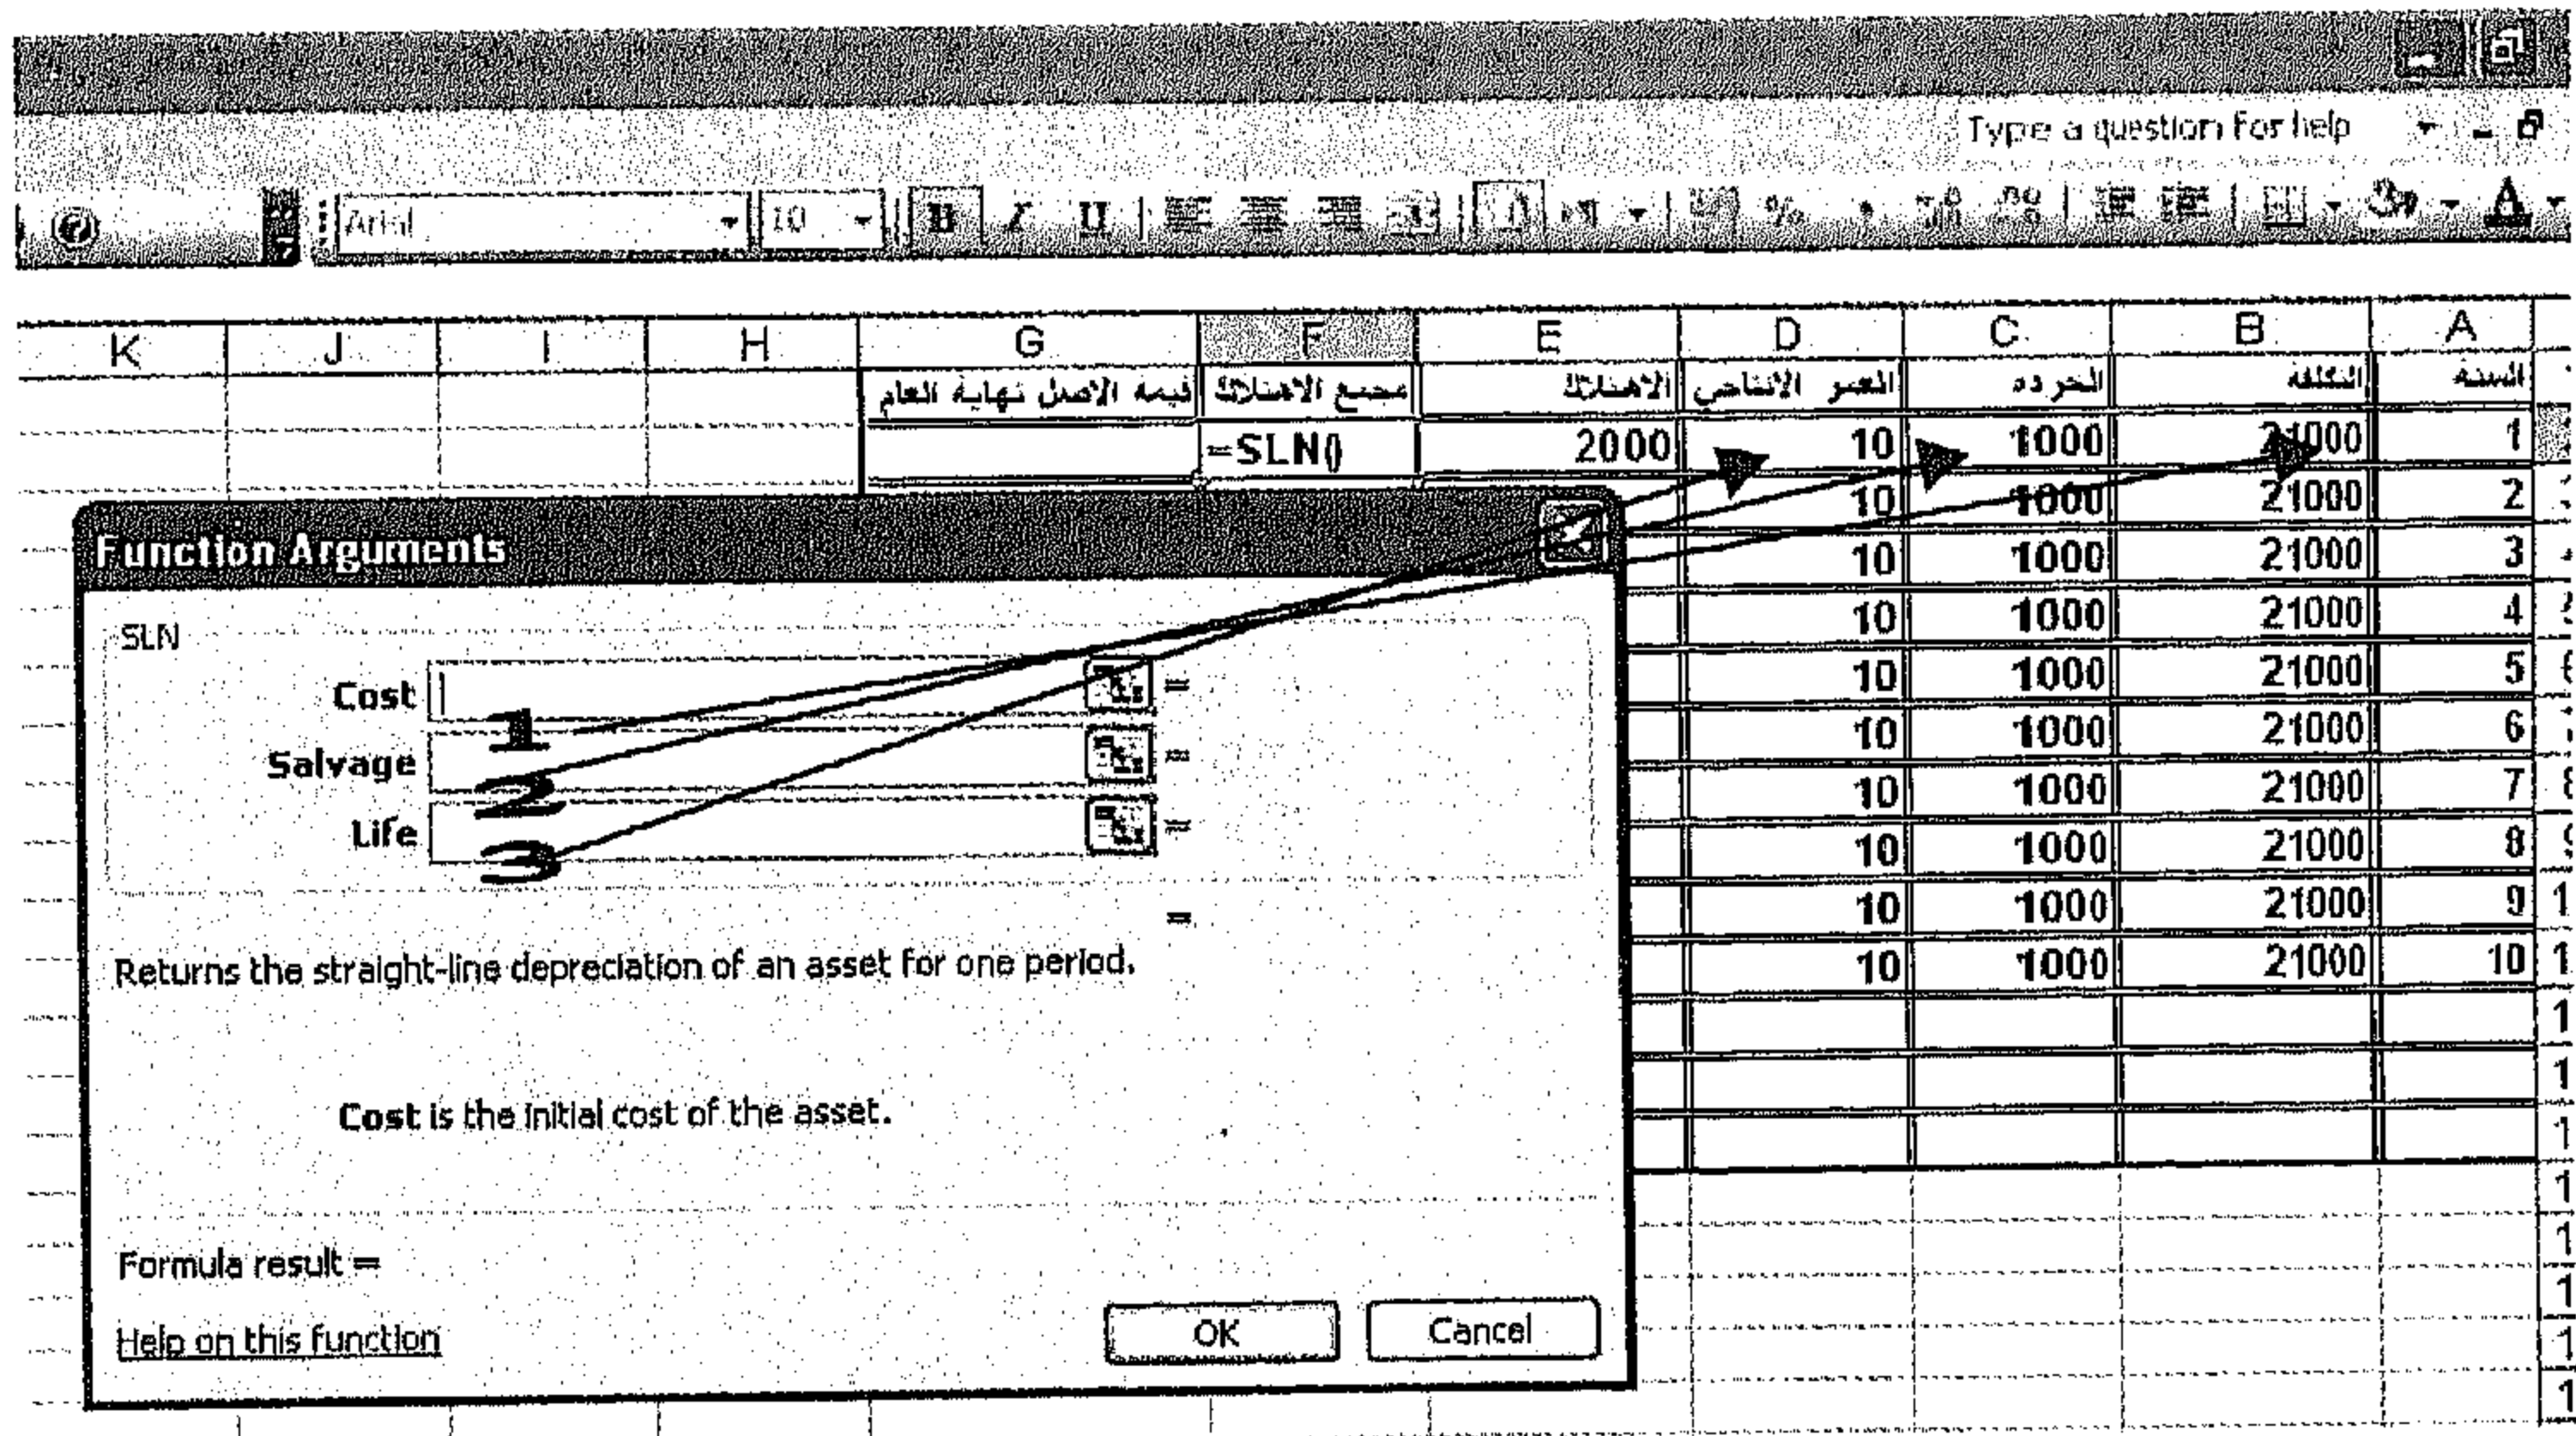 Type a question for help
Arial 10 B I U
K J I H G F E D C B A
السنه التكلفه الخرده العمر الانتاجي الاهتلاك مجمع الاهتلاك قيمه الاصل نهاية العام
1 21000 1000 10 2000 =SLN()
2 21000 1000 10
3 21000 1000 10
4 21000 1000 10
5 21000 1000 10
6 21000 1000 10
7 21000 1000 10
8 21000 1000 10
9 21000 1000 10
10 21000 1000 10
Function Arguments
SLN
Cost 1 =
Salvage 2 =
Life 3 =
=
Returns the straight-line depreciation of an asset for one period.
Cost is the initial cost of the asset.
Formula result =
Help on this function
OK Cancel